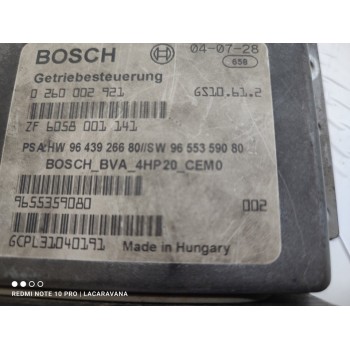 BOSCH
04-07-28
658
Getriebesteuerung
0 260 002 921 GS10.61.2
ZF 6058 001 141
PSA:HW 96 439 266 80//SW 96 553 590 80
BOSCH_BVA_4HP20_CEM0
9655359080 002
GCPL31040191 Made in Hungary
REDMI NOTE 10 PRO | LACARAVANA